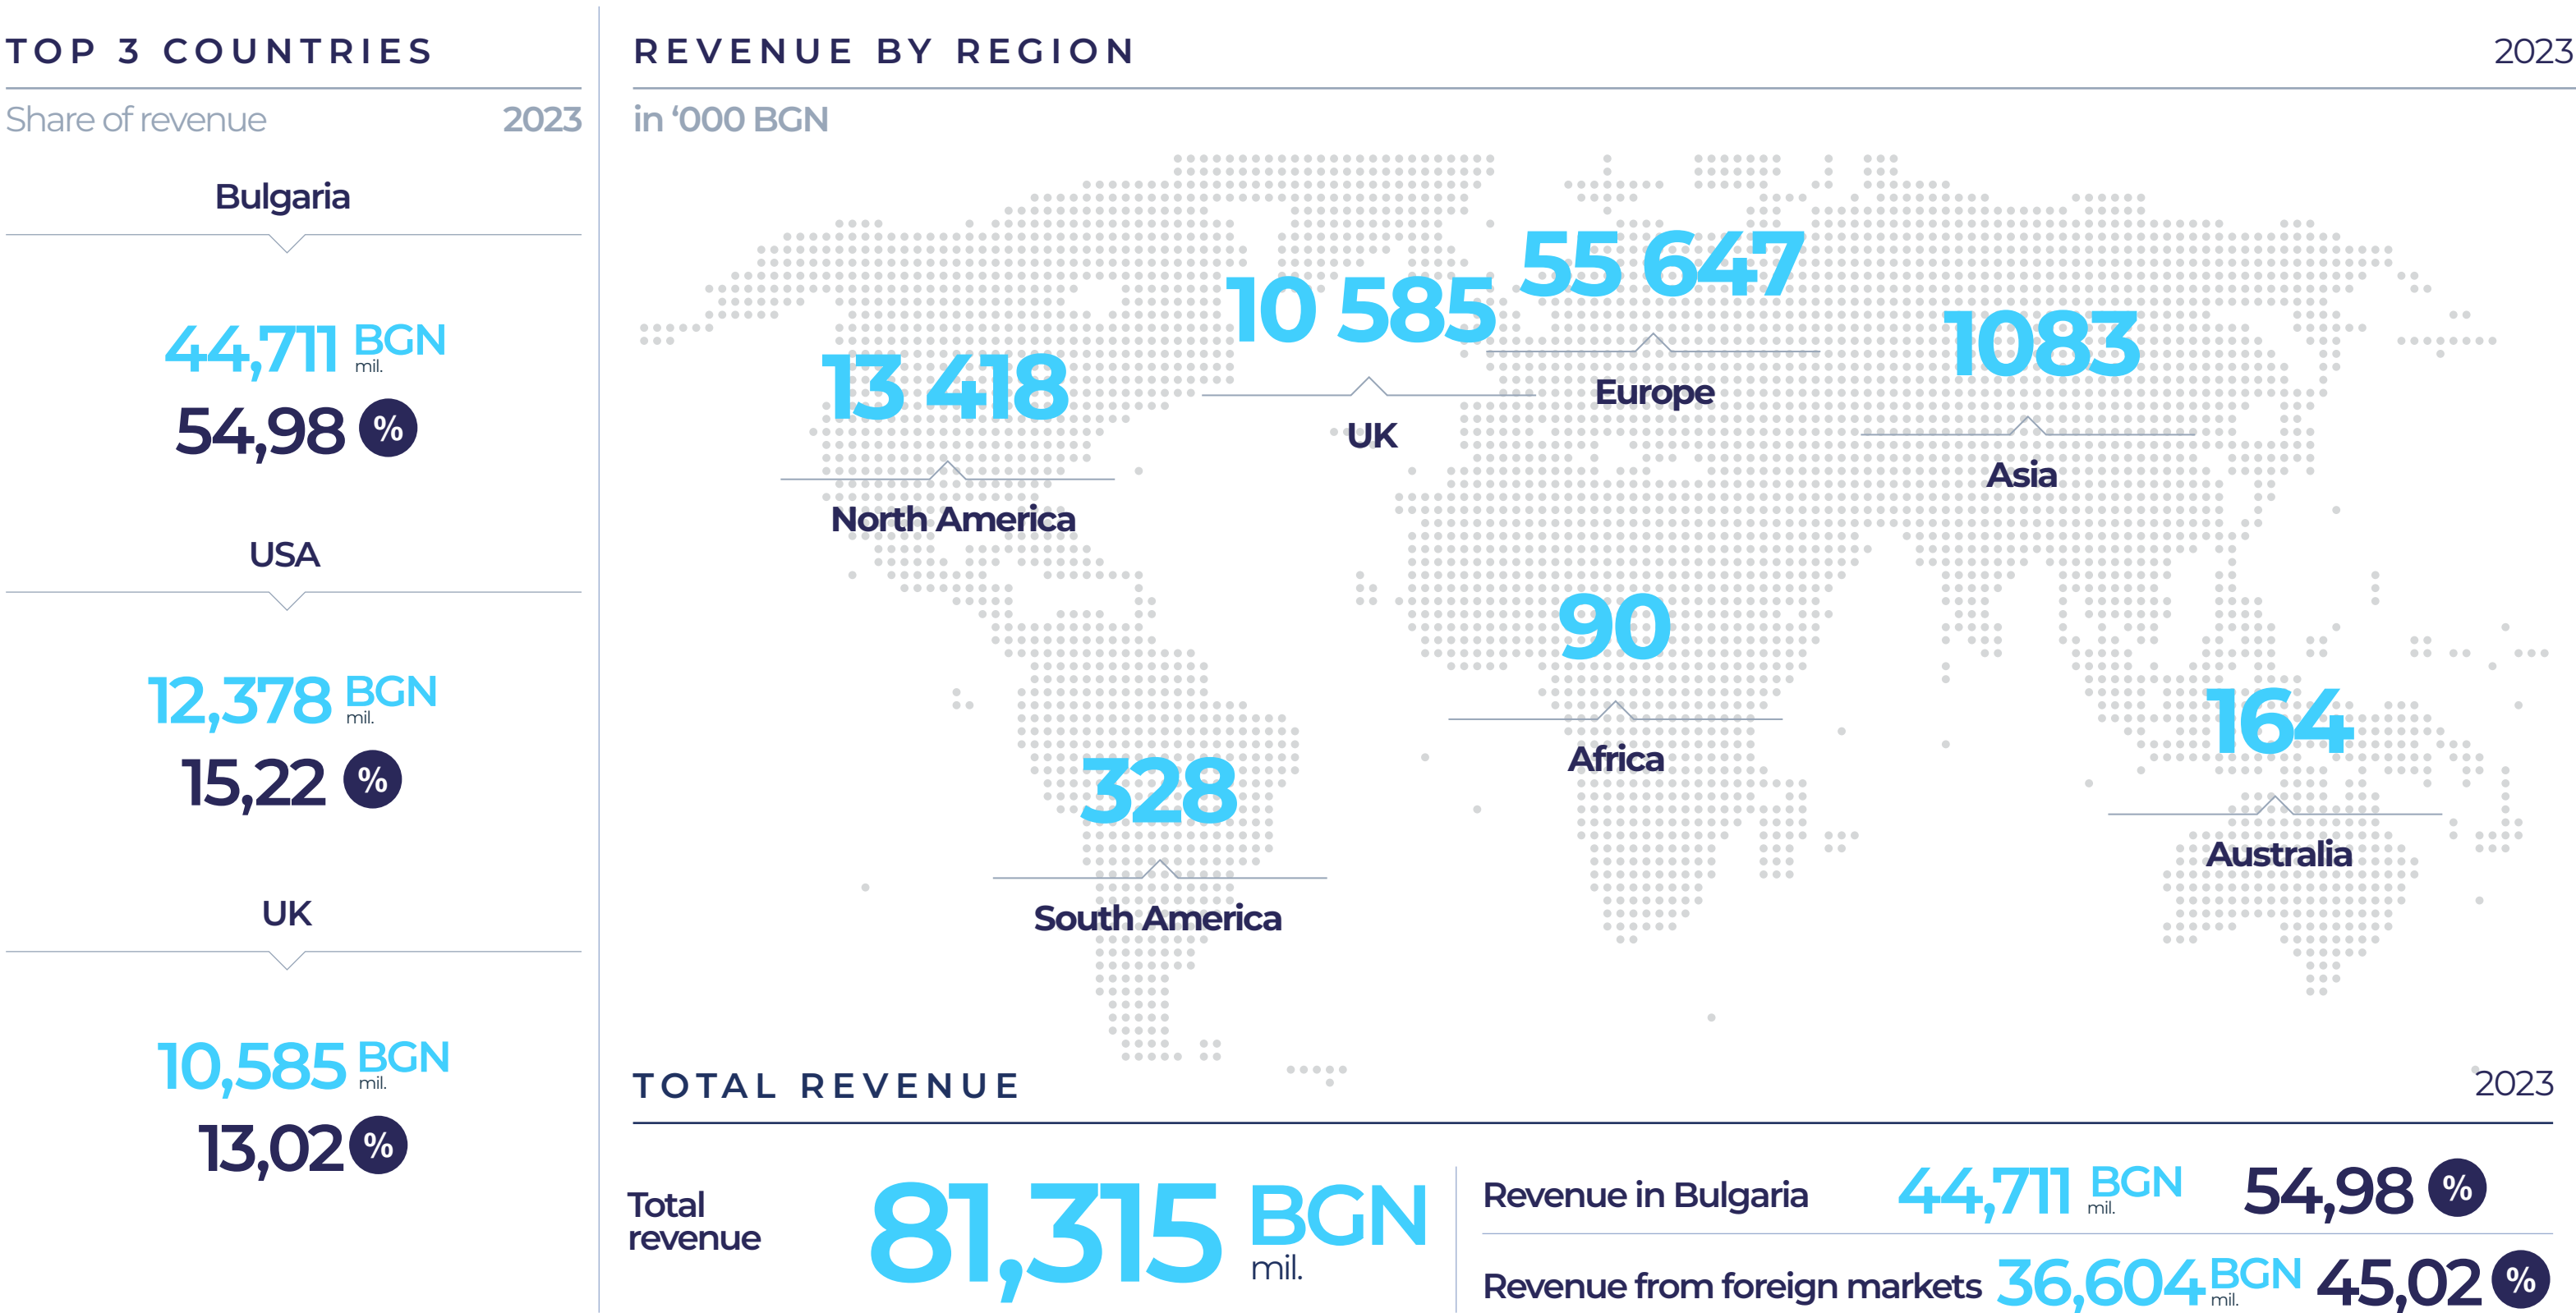 TOP 3 COUNTRIES
Share of revenue 2023
Bulgaria
44,711 BGN mil.
54,98 %
USA
12,378 BGN mil.
15,22 %
UK
10,585 BGN mil.
13,02 %
REVENUE BY REGION 2023
in ‘000 BGN
55 647
Europe
10 585
UK
1083
Asia
13 418
North America
90
Africa
164
Australia
328
South America
TOTAL REVENUE 2023
Total
revenue
81,315 BGN mil.
Revenue in Bulgaria 44,711 BGN mil. 54,98 %
Revenue from foreign markets 36,604 BGN mil. 45,02 %